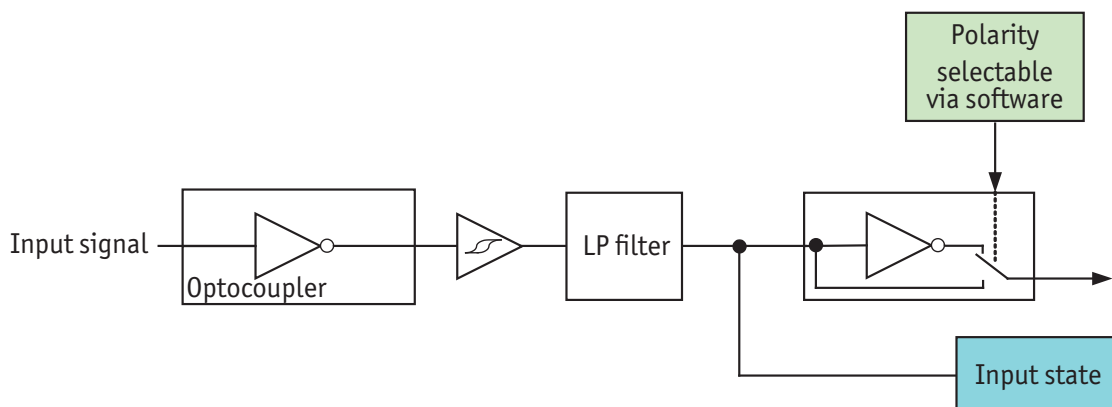 Polarity
selectable
via software
Input signal
Optocoupler
LP filter
Input state